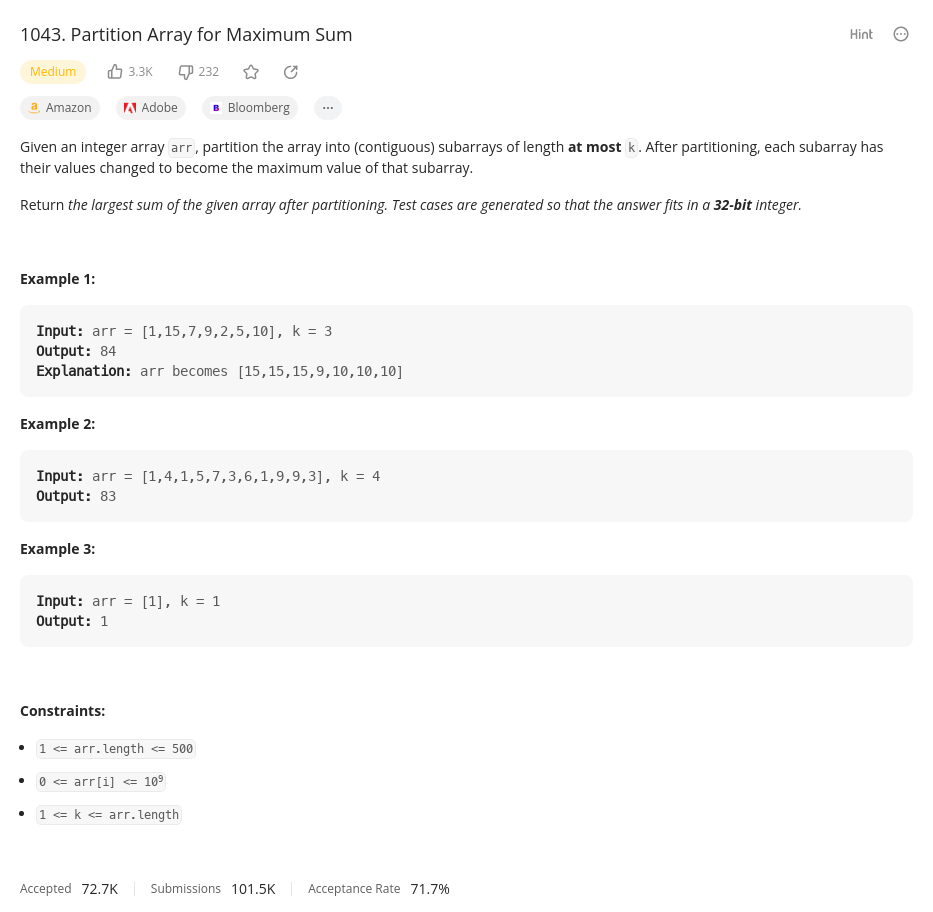 1043. Partition Array for Maximum Sum Hint
Medium 3.3K 232
Amazon Adobe Bloomberg ...
Given an integer array arr, partition the array into (contiguous) subarrays of length at most k. After partitioning, each subarray has
their values changed to become the maximum value of that subarray.
Return the largest sum of the given array after partitioning. Test cases are generated so that the answer fits in a 32-bit integer.
Example 1:
Input: arr = [1,15,7,9,2,5,10], k = 3
Output: 84
Explanation: arr becomes [15,15,15,9,10,10,10]
Example 2:
Input: arr = [1,4,1,5,7,3,6,1,9,9,3], k = 4
Output: 83
Example 3:
Input: arr = [1], k = 1
Output: 1
Constraints:
• 1 <= arr.length <= 500
• 0 <= arr[i] <= 10⁹
• 1 <= k <= arr.length
Accepted 72.7K Submissions 101.5K Acceptance Rate 71.7%